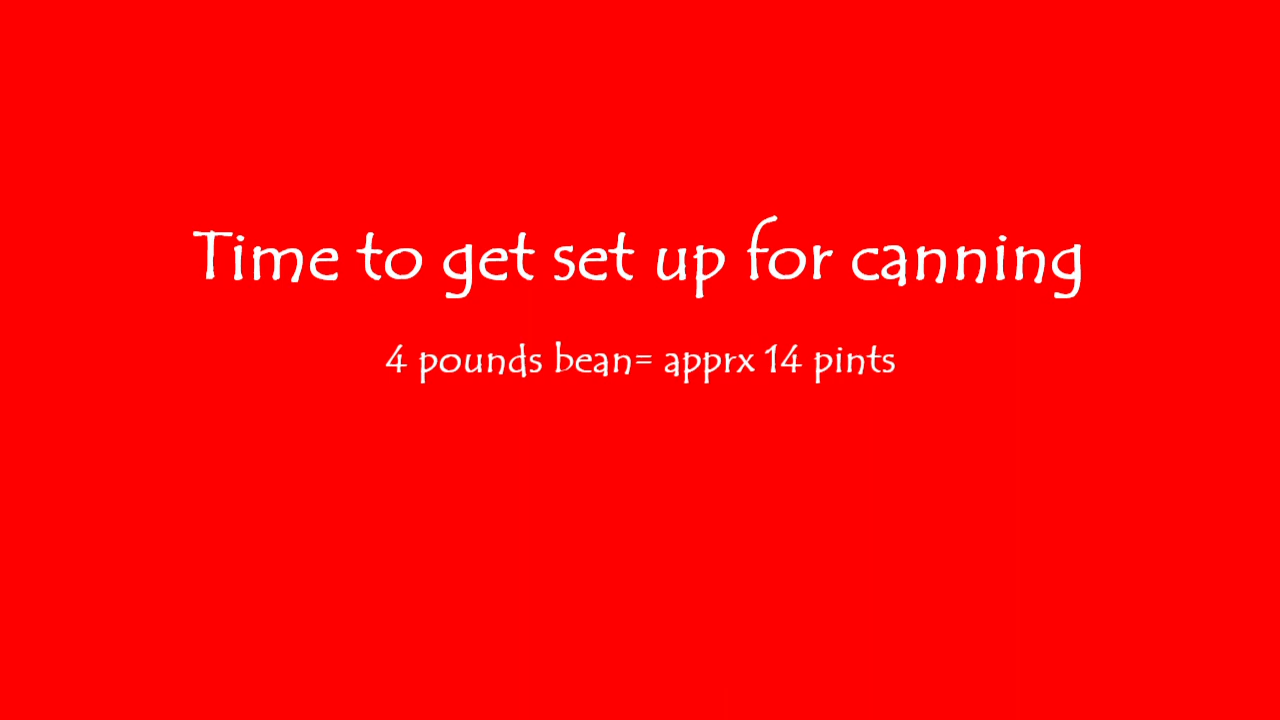 Time to get set up for canning
4 pounds bean= apprx 14 pints